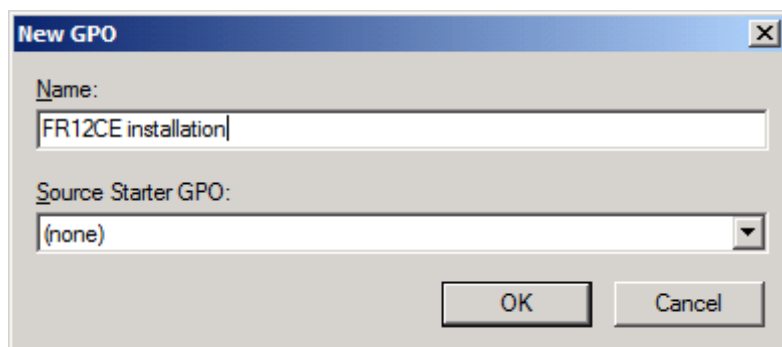 New GPO
Name:
FR12CE installation
Source Starter GPO:
(none)
OK Cancel